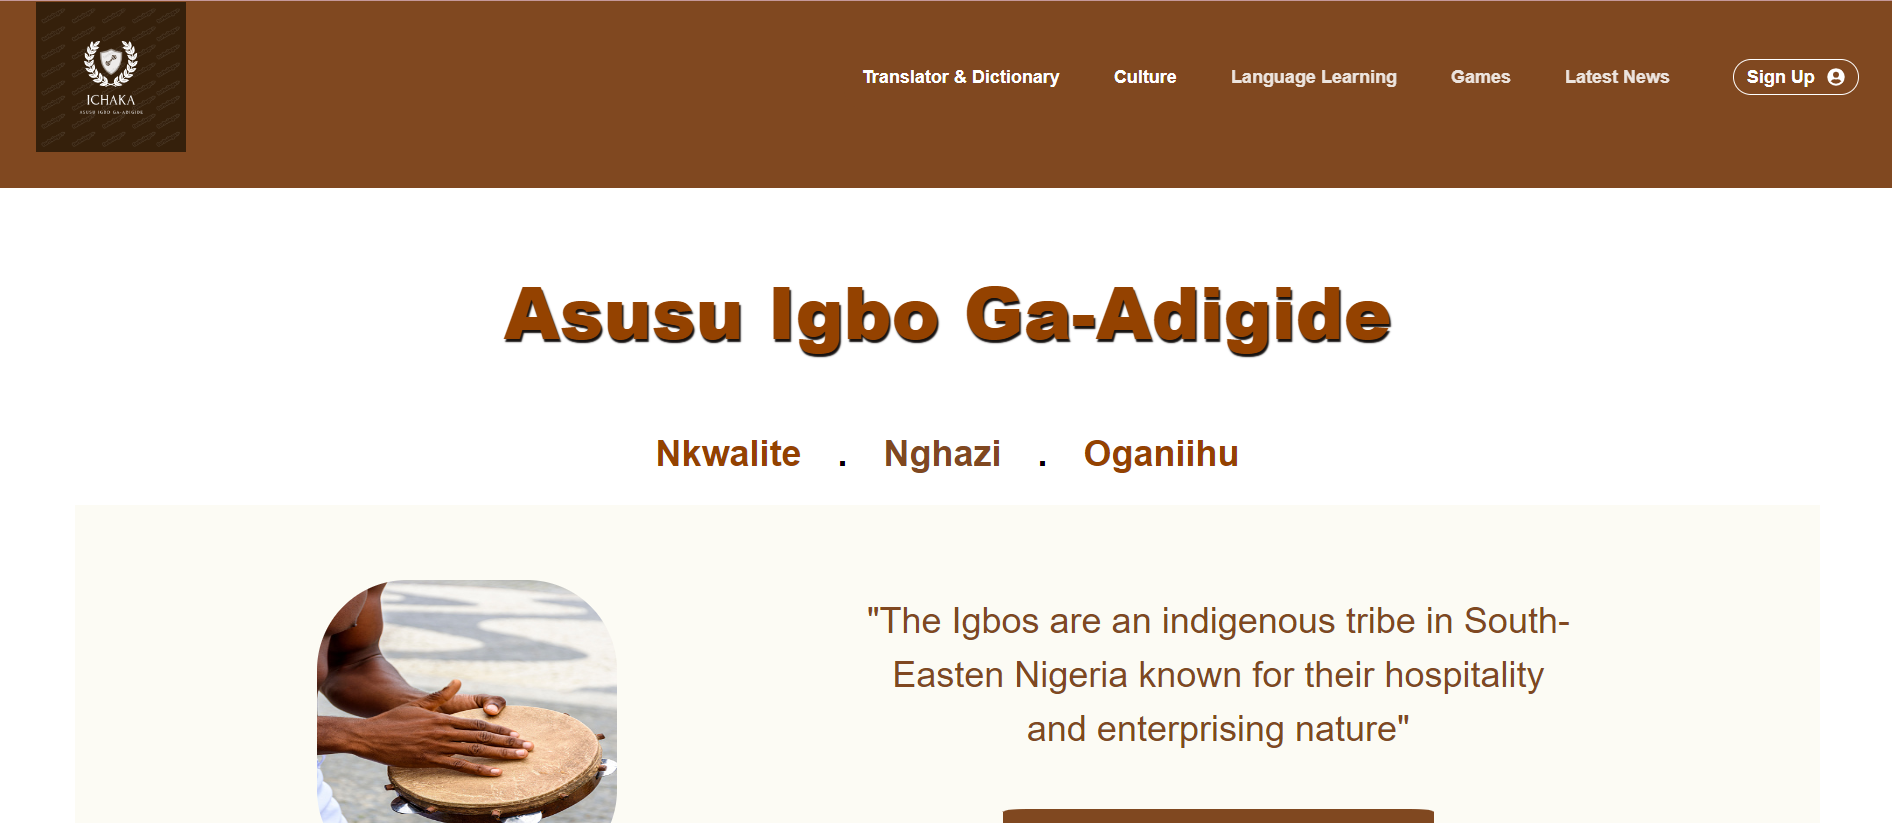 ICHAKA
ASUSU IGBO GA-ADIGIDE
Translator & Dictionary
Culture
Language Learning
Games
Latest News
Sign Up
Asusu Igbo Ga-Adigide
Nkwalite . Nghazi . Oganiihu
"The Igbos are an indigenous tribe in South-
Easten Nigeria known for their hospitality
and enterprising nature"